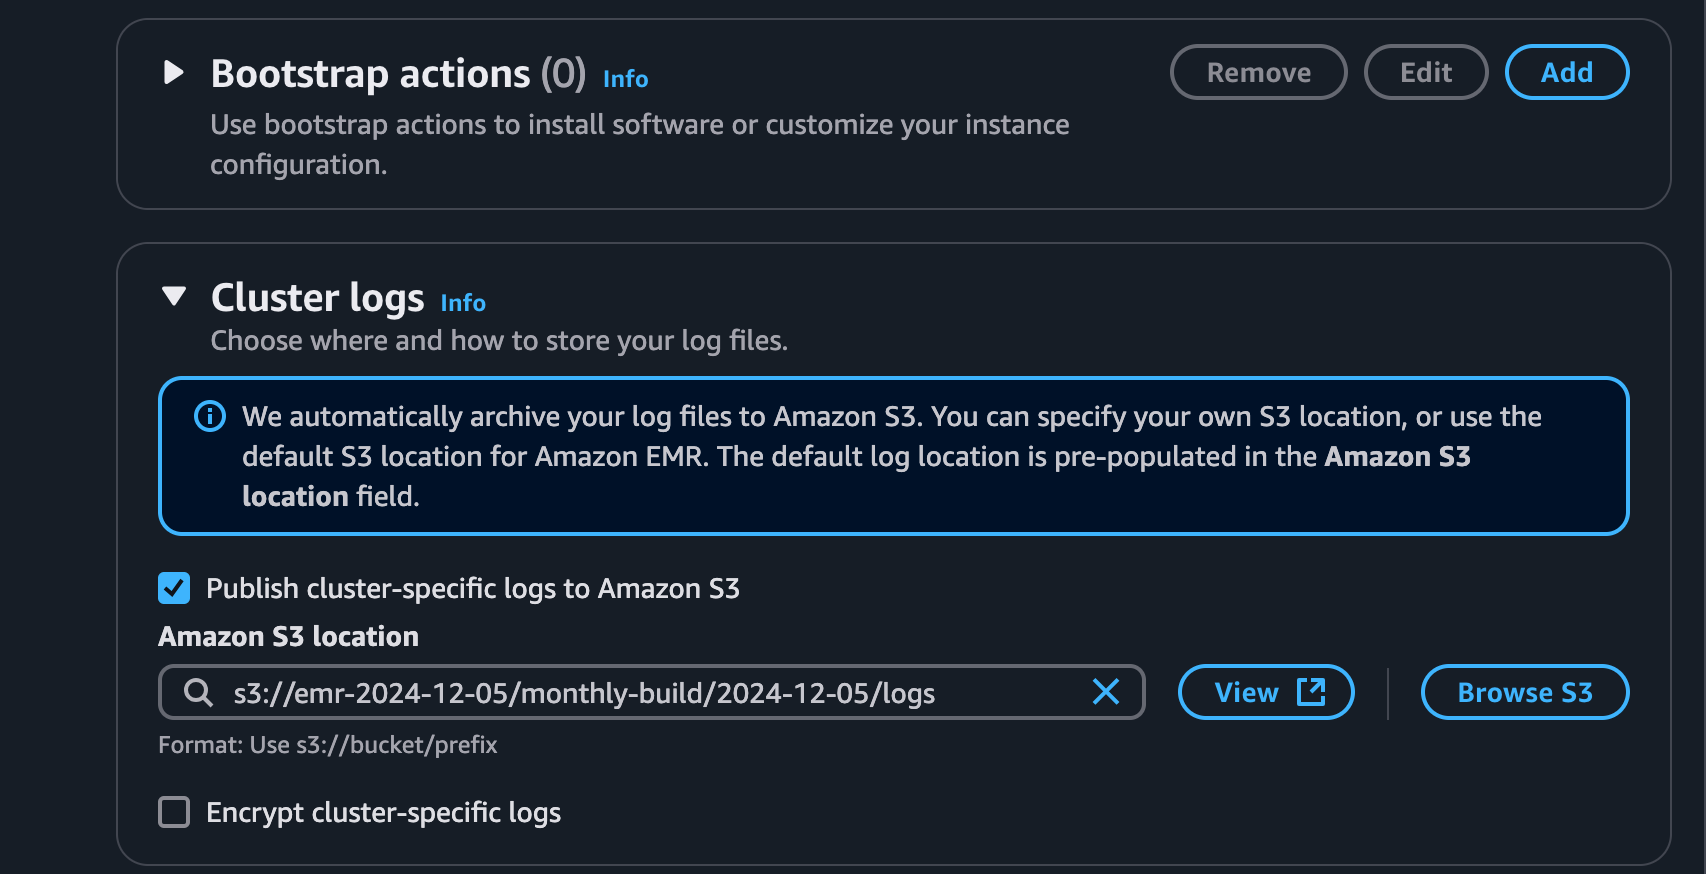 Bootstrap actions (0) Info
Remove
Edit
Add
Use bootstrap actions to install software or customize your instance
configuration.
Cluster logs Info
Choose where and how to store your log files.
We automatically archive your log files to Amazon S3. You can specify your own S3 location, or use the
default S3 location for Amazon EMR. The default log location is pre-populated in the Amazon S3
location field.
Publish cluster-specific logs to Amazon S3
Amazon S3 location
s3://emr-2024-12-05/monthly-build/2024-12-05/logs
View
Browse S3
Format: Use s3://bucket/prefix
Encrypt cluster-specific logs